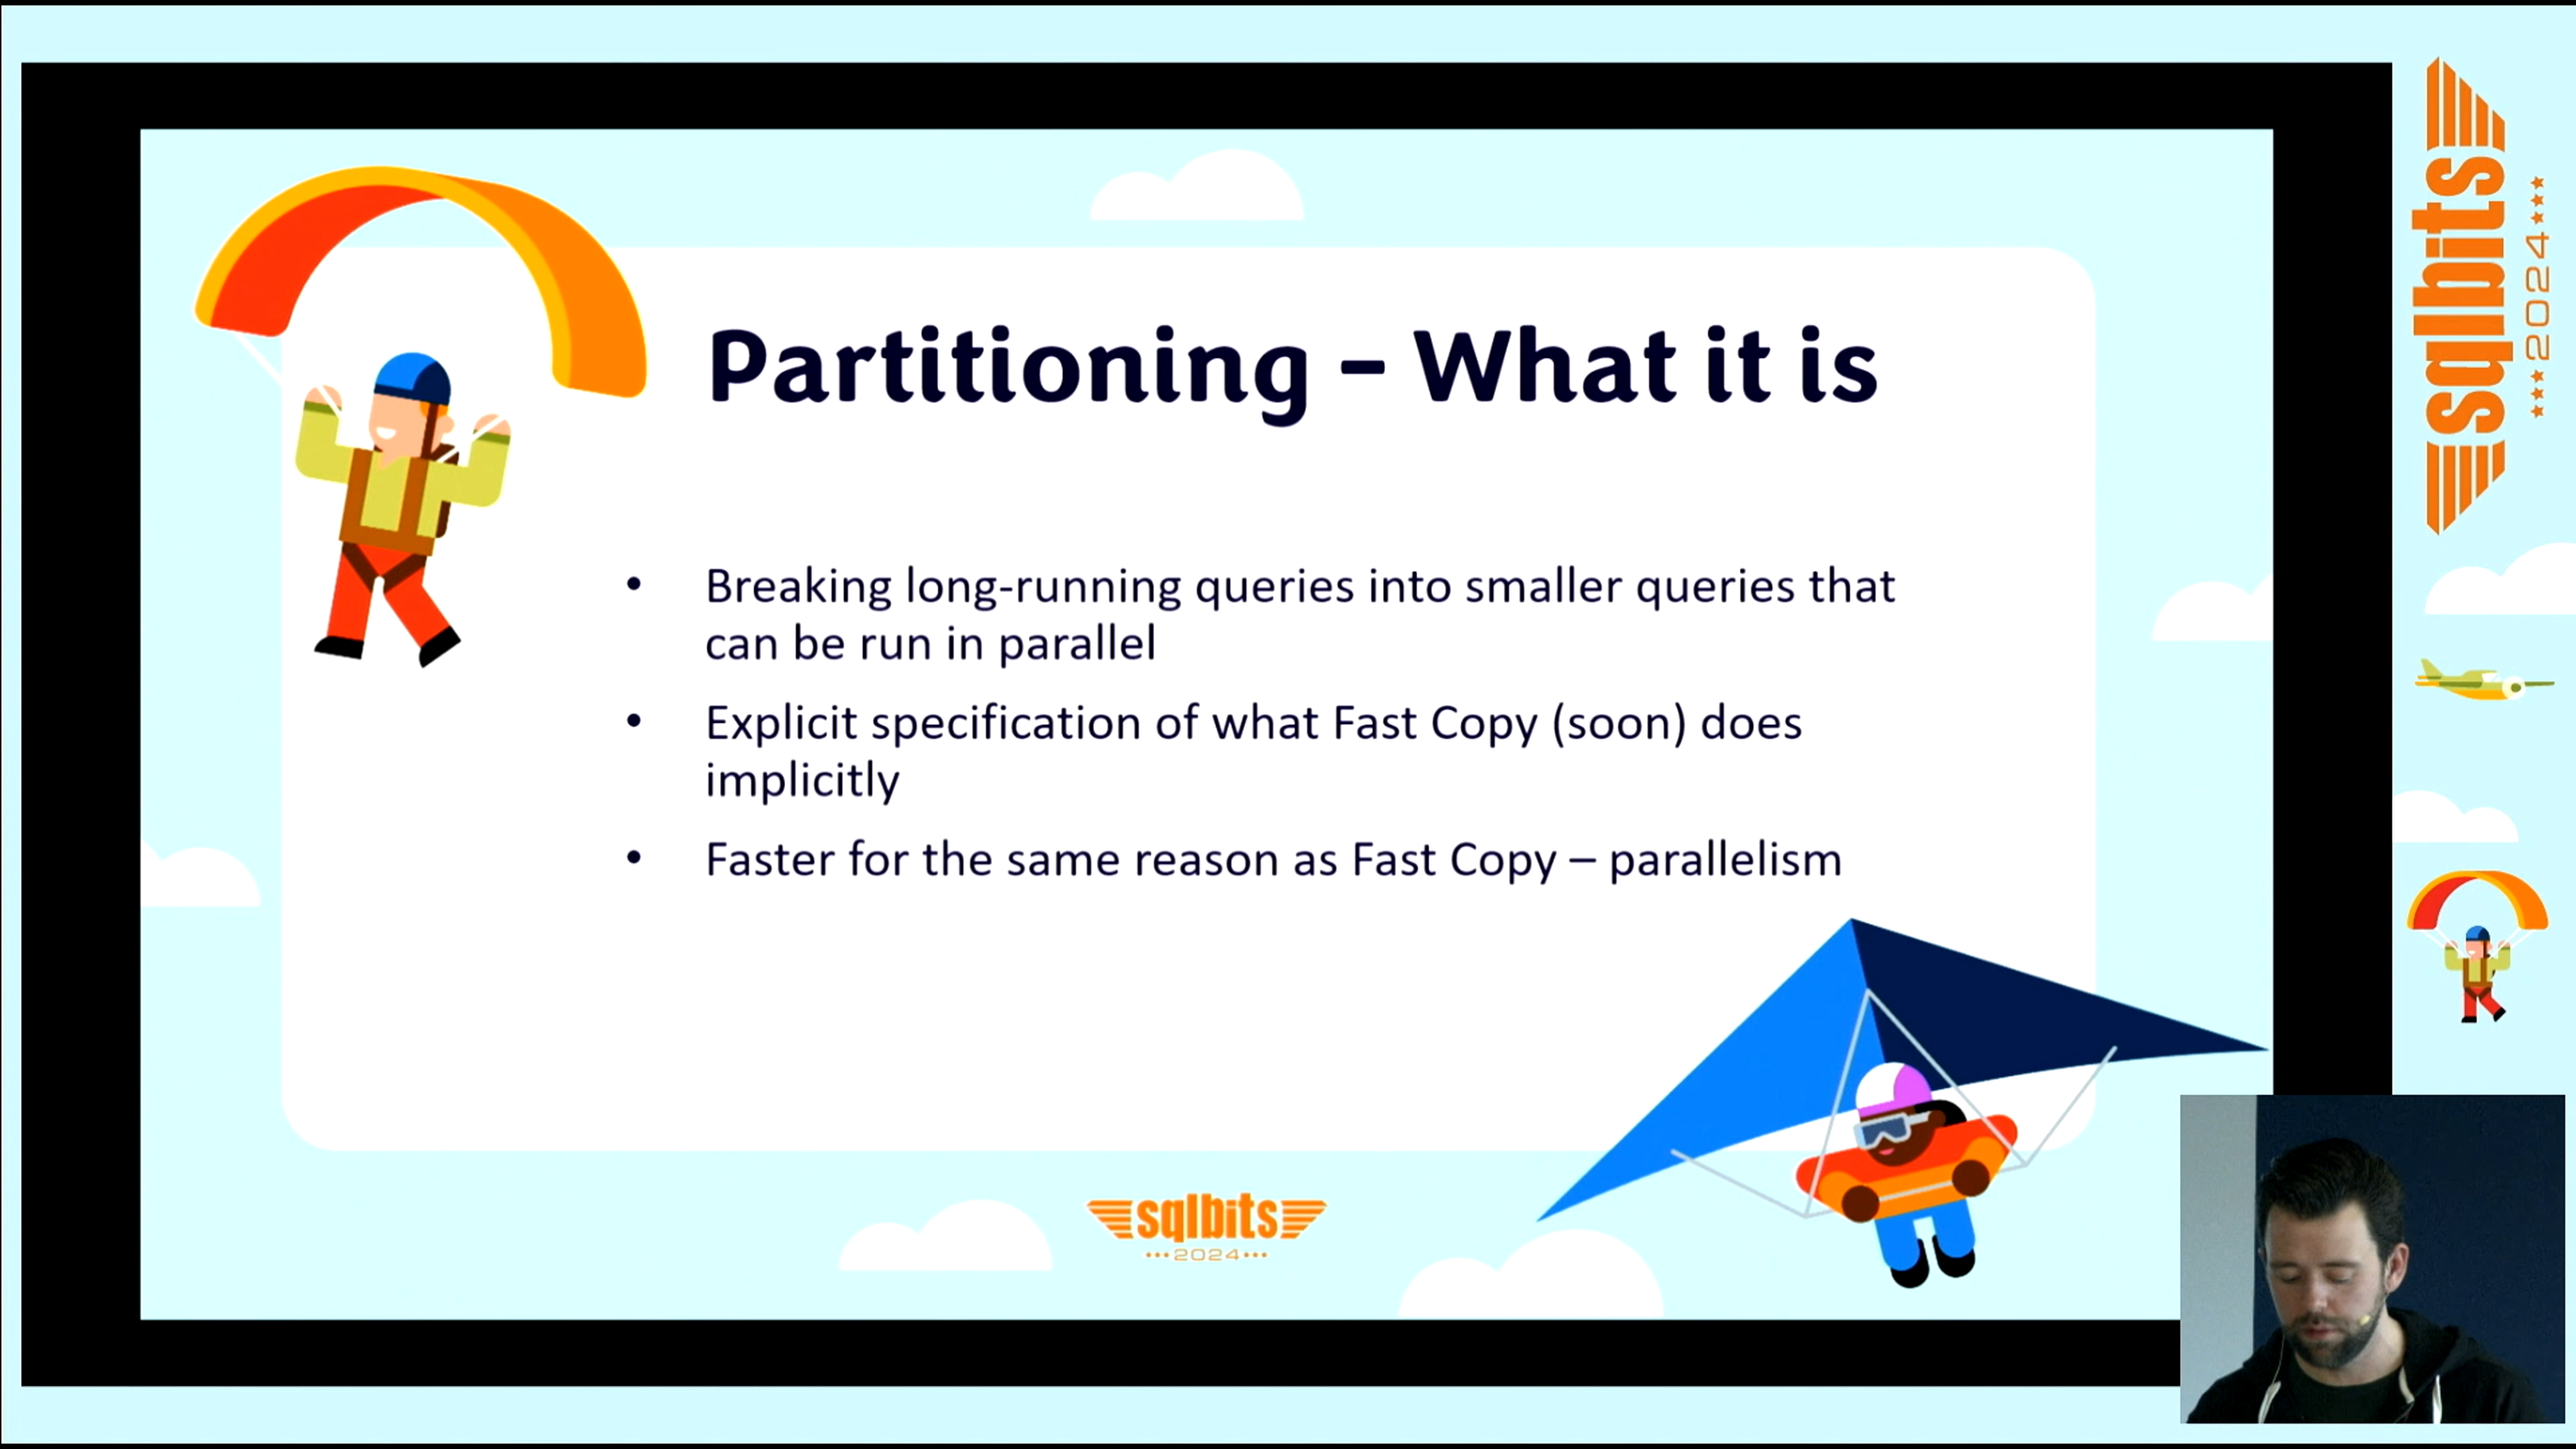 Partitioning – What it is
• Breaking long-running queries into smaller queries that
can be run in parallel
• Explicit specification of what Fast Copy (soon) does
implicitly
• Faster for the same reason as Fast Copy – parallelism
sqlbits
2024
sqlbits
2024